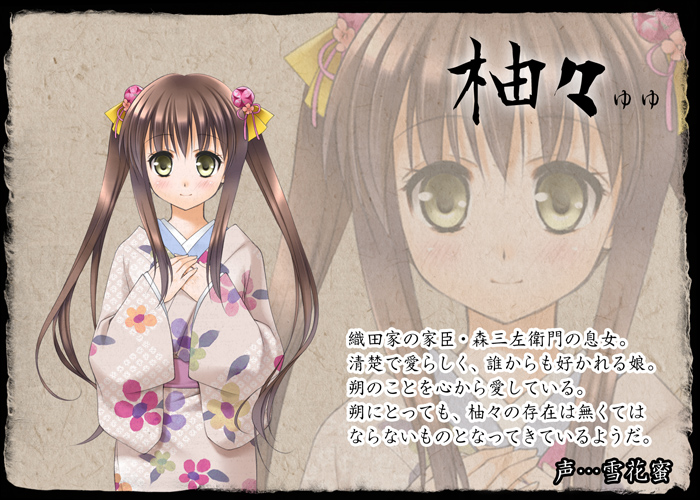 柚々 ゆゆ
織田家の家臣・森三左衛門の息女。
清楚で愛らしく、誰からも好かれる娘。
朔のことを心から愛している。
朔にとっても、柚々の存在は無くては
ならないものとなってきているようだ。
声…雪花蜜